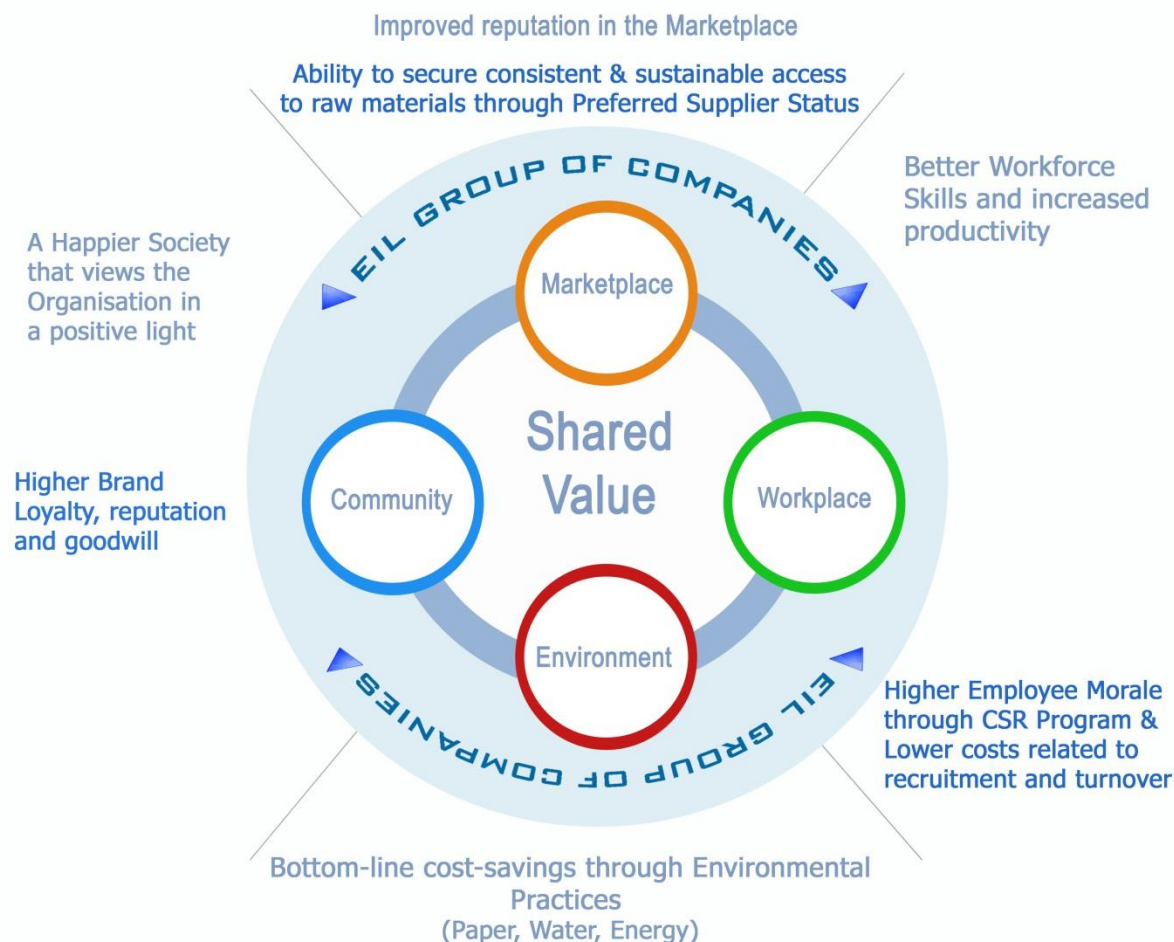 Improved reputation in the Marketplace
Ability to secure consistent & sustainable access
to raw materials through Preferred Supplier Status
EIL GROUP OF COMPANIES
Better Workforce
Skills and increased
productivity
A Happier Society
that views the
Organisation in
a positive light
Marketplace
Shared
Value
Higher Brand
Loyalty, reputation
and goodwill
Community
Workplace
Environment
EIL GROUP OF COMPANIES
Higher Employee Morale
through CSR Program &
Lower costs related to
recruitment and turnover
Bottom-line cost-savings through Environmental
Practices
(Paper, Water, Energy)